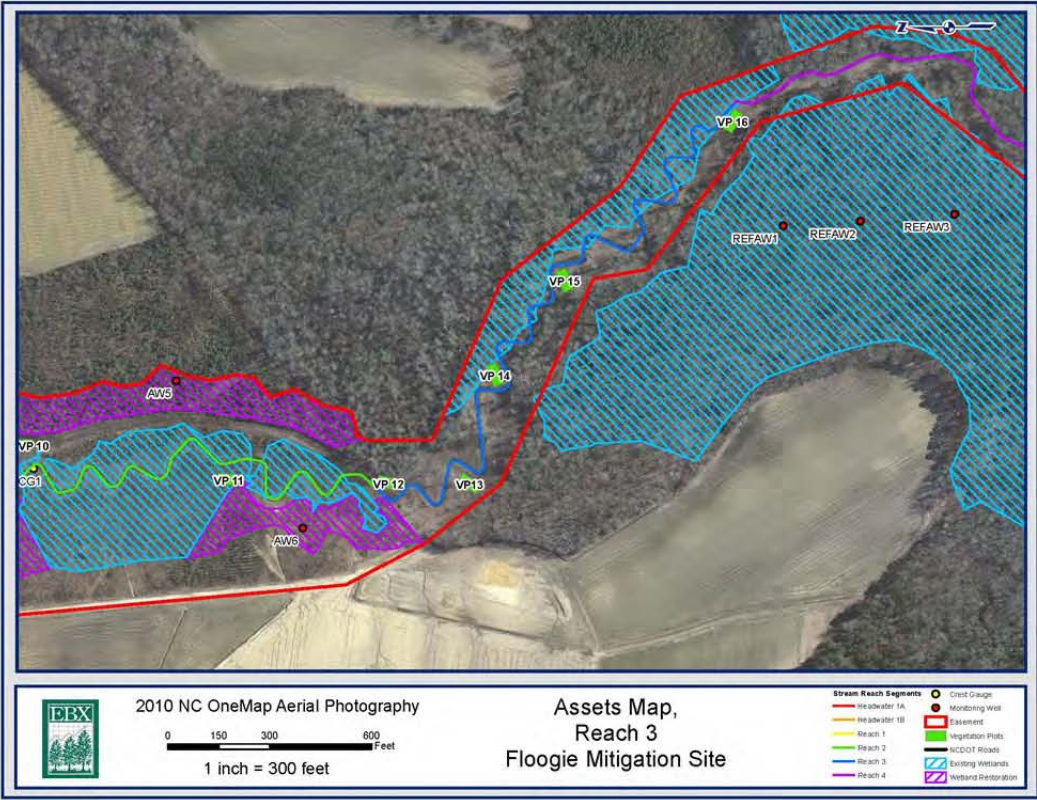 Z
VP 16
REFAW1
REFAW2
REFAW3
VP 15
VP 14
AW5
VP 10
CG1
VP 11
VP 12
VP13
AW6
EBX
2010 NC OneMap Aerial Photography
0 150 300 600
Feet
1 inch = 300 feet
Assets Map,
Reach 3
Floogie Mitigation Site
Stream Reach Segments
Headwater 1A
Headwater 1B
Reach 1
Reach 2
Reach 3
Reach 4
Crest Gauge
Monitoring Well
Easement
Vegetation Plots
NCDOT Roads
Existing Wetlands
Wetland Restoration